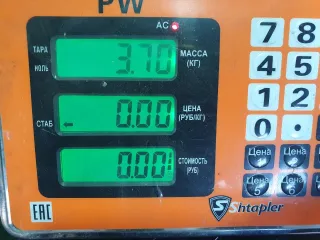 PW
AC
ТАРА
НОЛЬ
3.70
МАССА
(КГ)
7 8
4 5
СТАБ
0.00
ЦЕНА
(РУБ/КГ)
1 2
0 .
0.00
СТОИМОСТЬ
(РУБ)
Цена
Цена
Цена
5
Цена
6
EAC
Shtapler